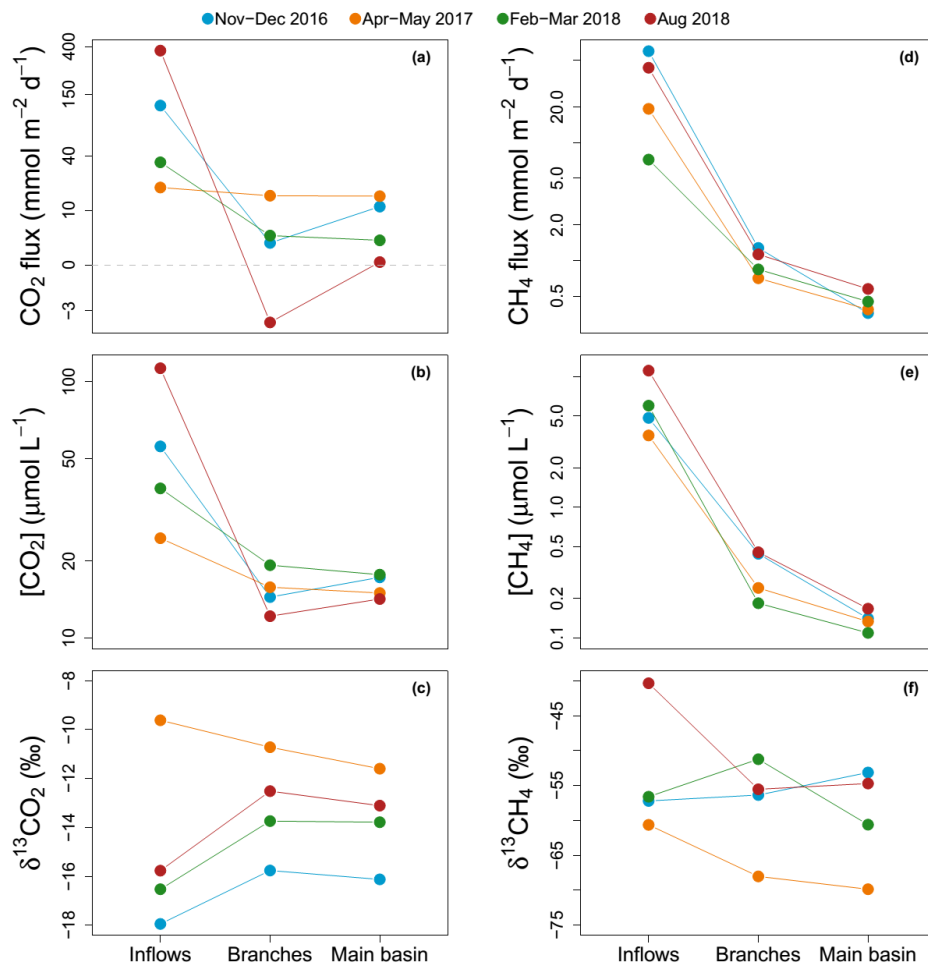 Nov−Dec 2016 Apr−May 2017 Feb−Mar 2018 Aug 2018
(a)
CO2 flux (mmol m−2 d−1)
400
150
40
10
0
−3
(d)
CH4 flux (mmol m−2 d−1)
20.0
5.0
2.0
0.5
(b)
[CO2] (µmol L−1)
100
50
20
10
(e)
[CH4] (µmol L−1)
5.0
2.0
1.0
0.5
0.2
0.1
(c)
δ13CO2 (‰)
−8
−10
−12
−14
−16
−18
Inflows Branches Main basin
(f)
δ13CH4 (‰)
−45
−55
−65
−75
Inflows Branches Main basin